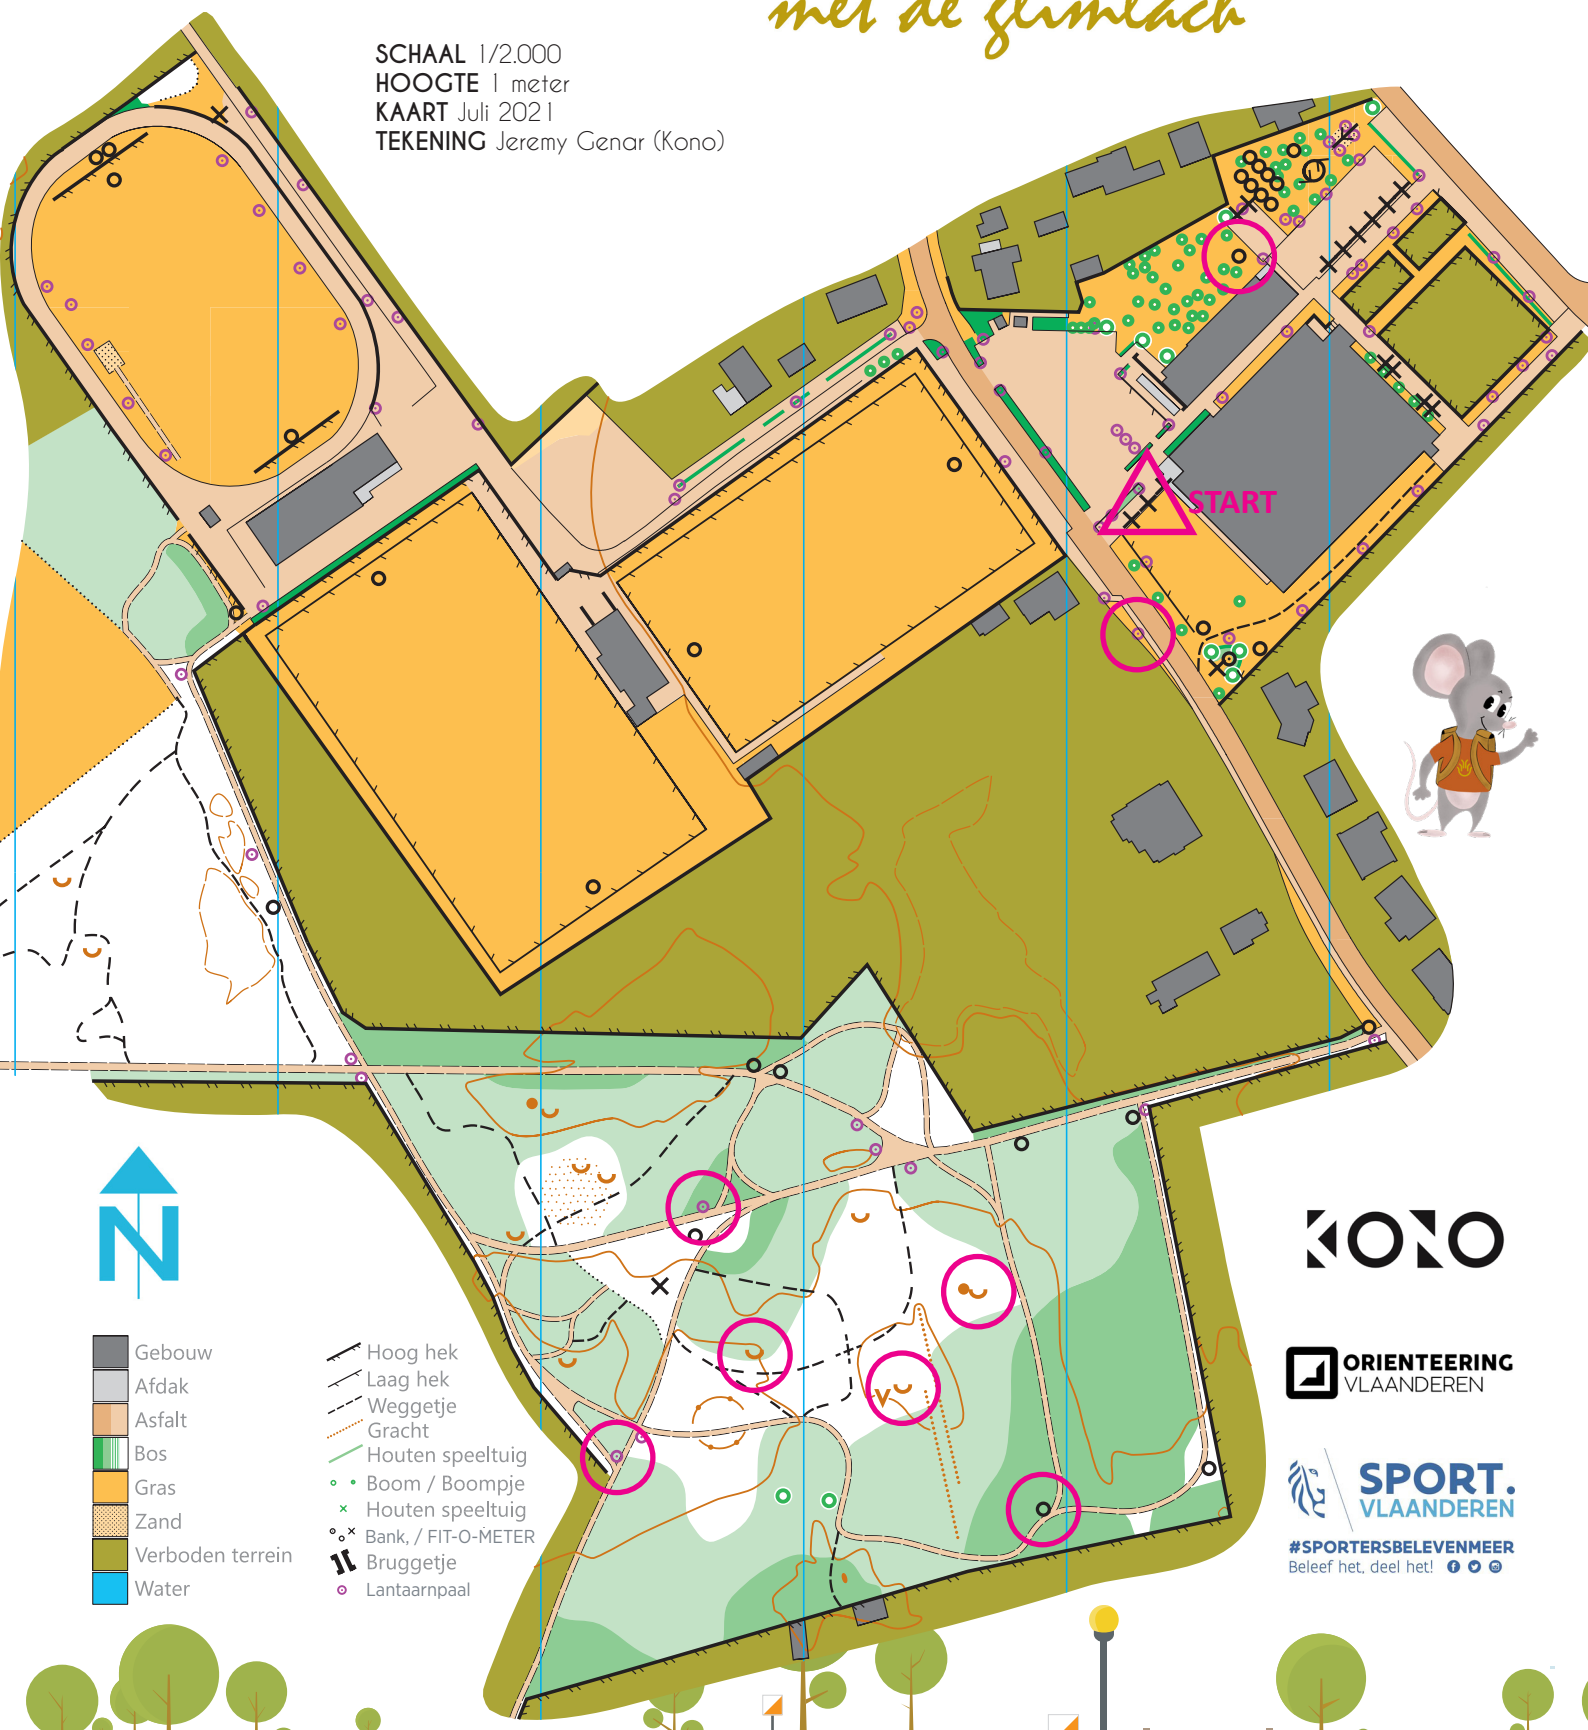 met de glimlach
SCHAAL 1/2.000
HOOGTE 1 meter
KAART Juli 2021
TEKENING Jeremy Genar (Kono)
START
N
Gebouw
Afdak
Asfalt
Bos
Gras
Zand
Verboden terrein
Water
Hoog hek
Laag hek
Weggetje
Gracht
Houten speeltuig
Boom / Boompje
Houten speeltuig
Bank, / FIT-O-METER
Bruggetje
Lantaarnpaal
KONO
ORIENTEERING
VLAANDEREN
SPORT.
VLAANDEREN
#SPORTERSBELEVENMEER
Beleef het, deel het!